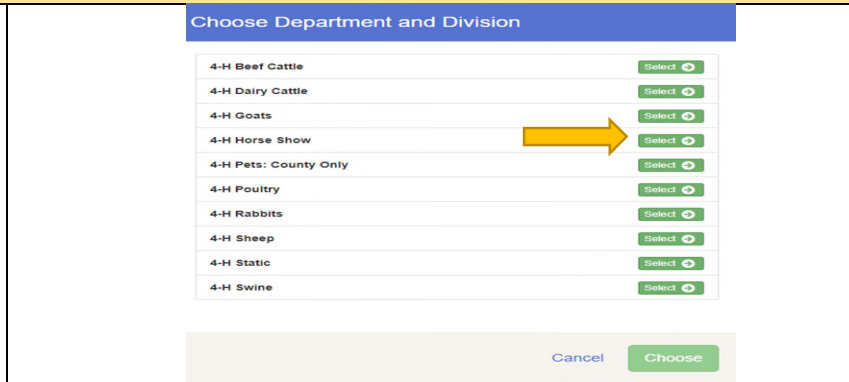 Choose Department and Division
4-H Beef Cattle Select
4-H Dairy Cattle Select
4-H Goats Select
4-H Horse Show Select
4-H Pets: County Only Select
4-H Poultry Select
4-H Rabbits Select
4-H Sheep Select
4-H Static Select
4-H Swine Select
Cancel Choose